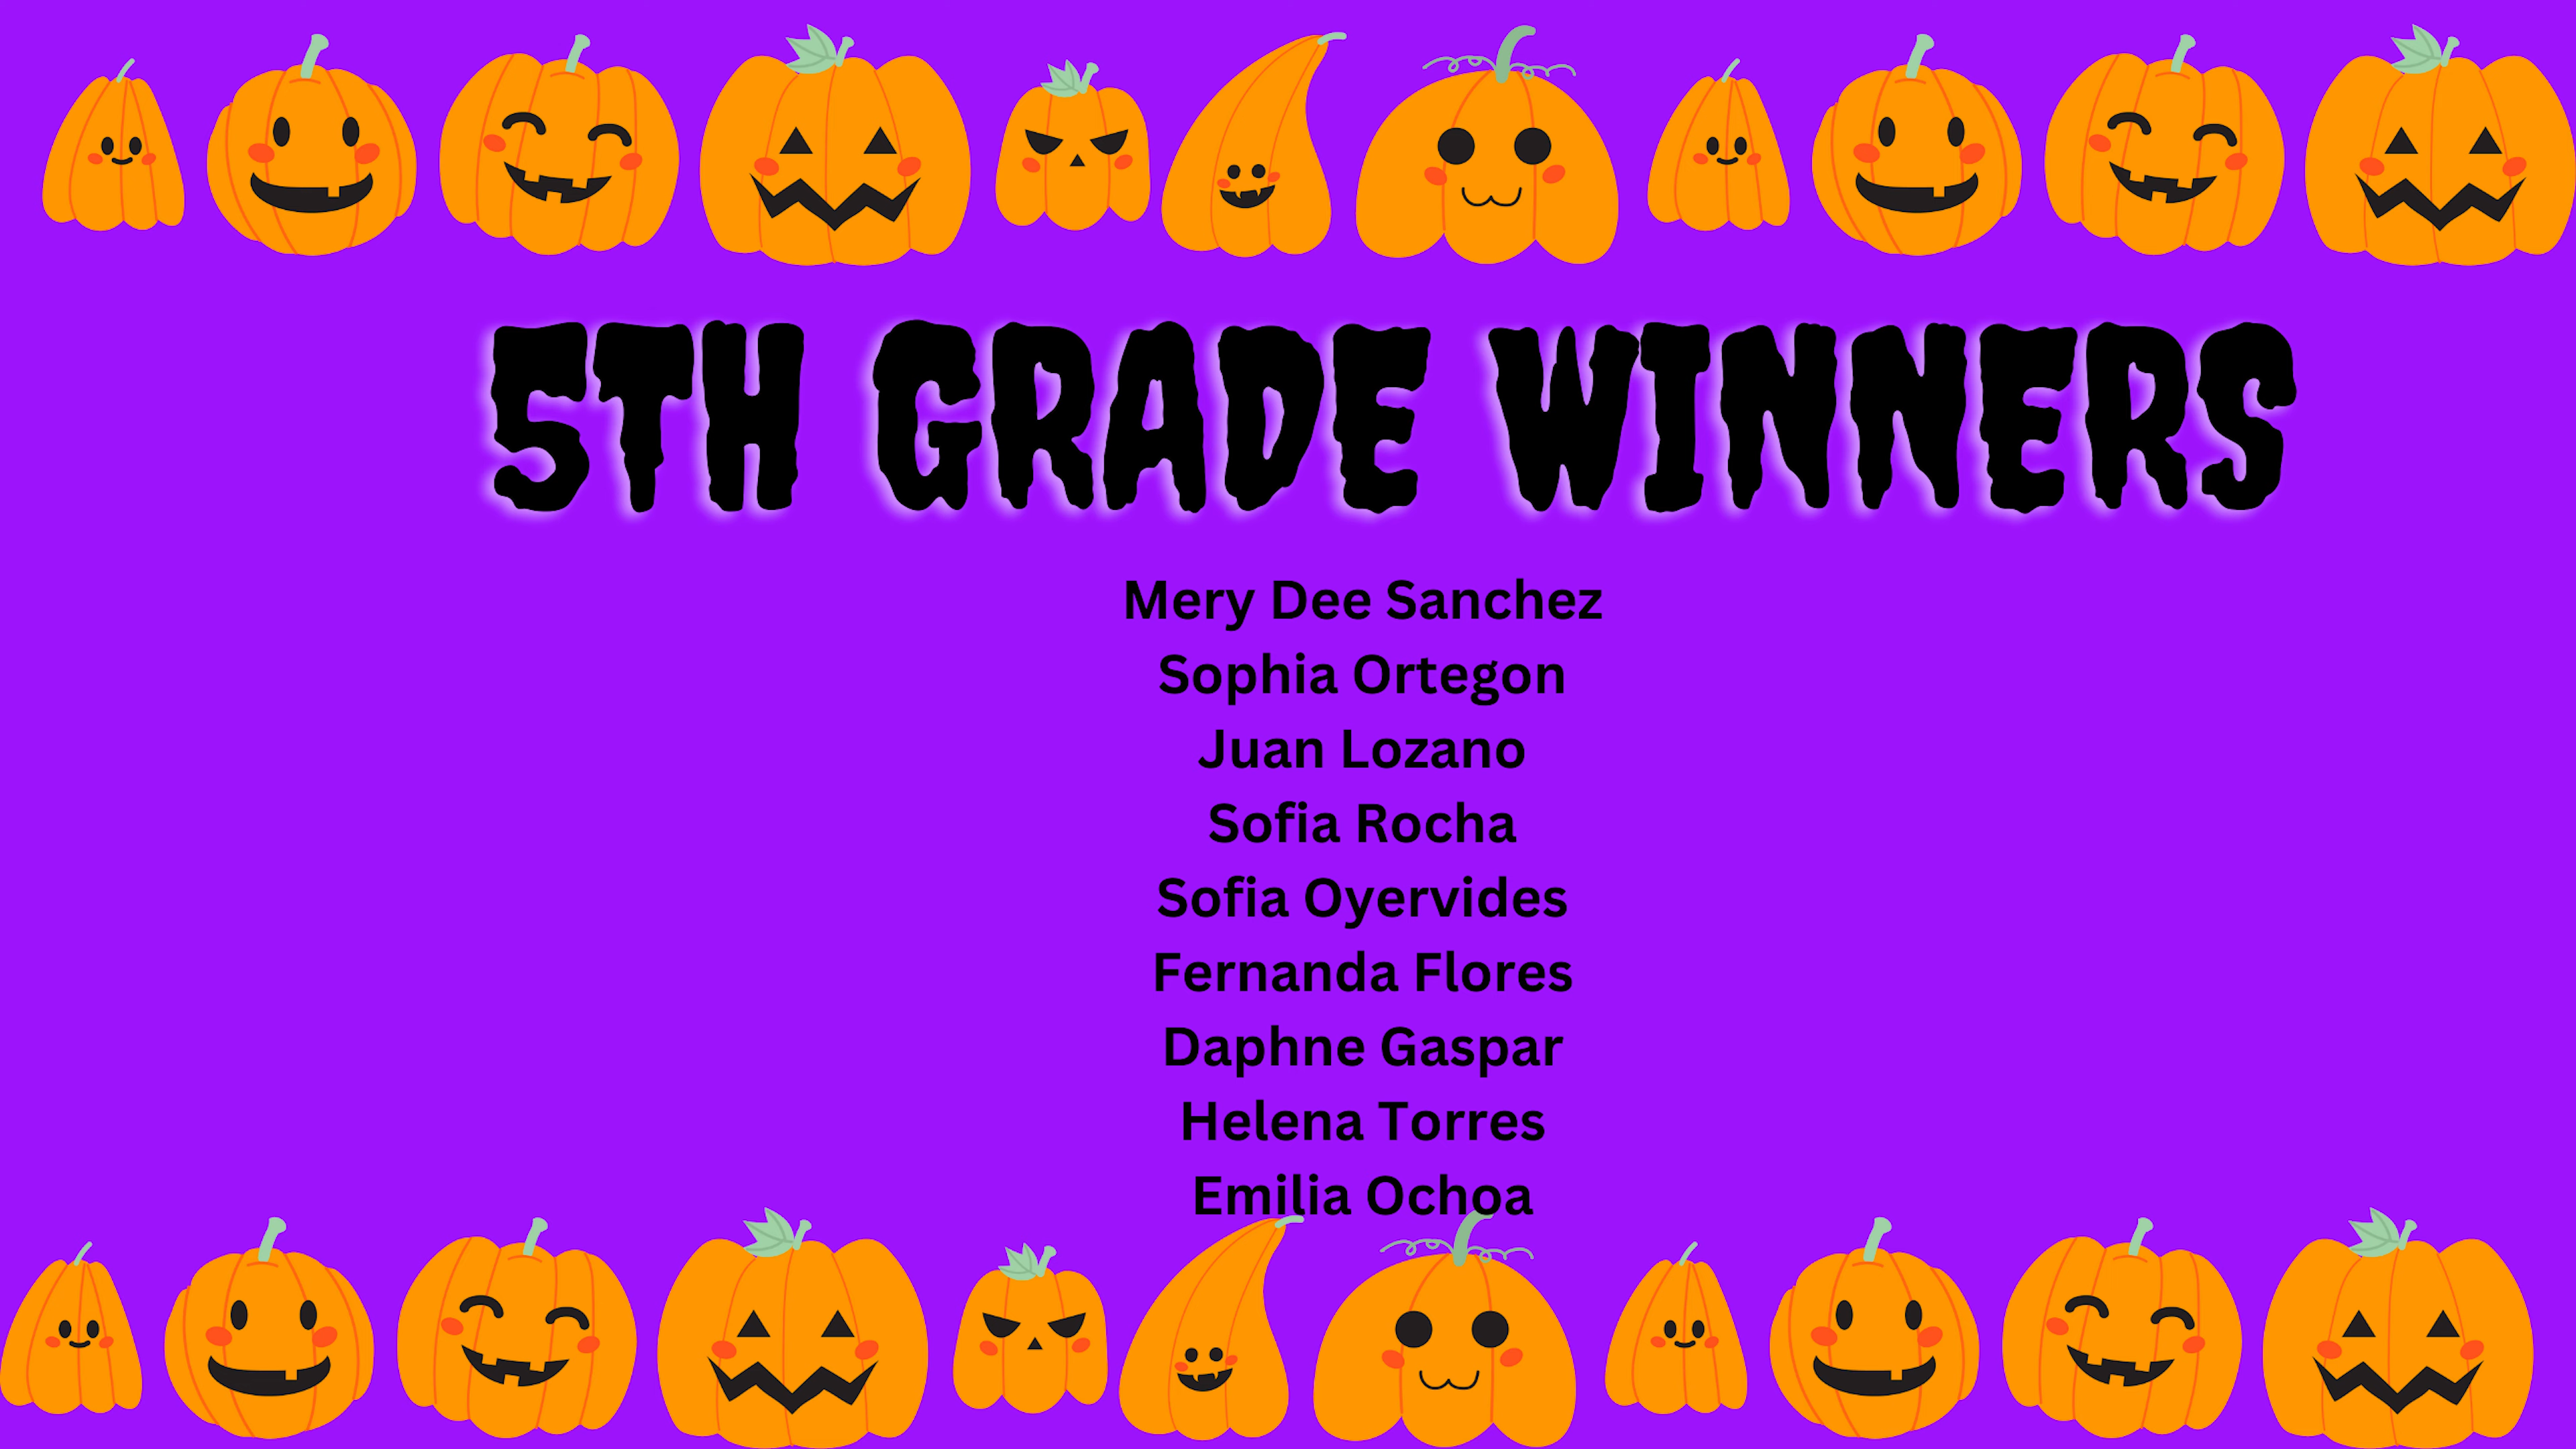 5TH GRADE WINNERS
Mery Dee Sanchez
Sophia Ortegon
Juan Lozano
Sofia Rocha
Sofia Oyervides
Fernanda Flores
Daphne Gaspar
Helena Torres
Emilia Ochoa